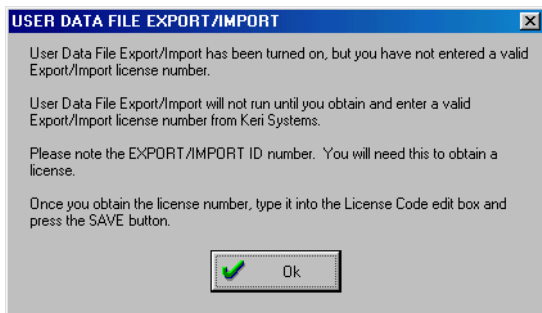 USER DATA FILE EXPORT/IMPORT
User Data File Export/Import has been turned on, but you have not entered a valid
Export/Import license number.
User Data File Export/Import will not run until you obtain and enter a valid
Export/Import license number from Keri Systems.
Please note the EXPORT/IMPORT ID number. You will need this to obtain a
license.
Once you obtain the license number, type it into the License Code edit box and
press the SAVE button.
Ok